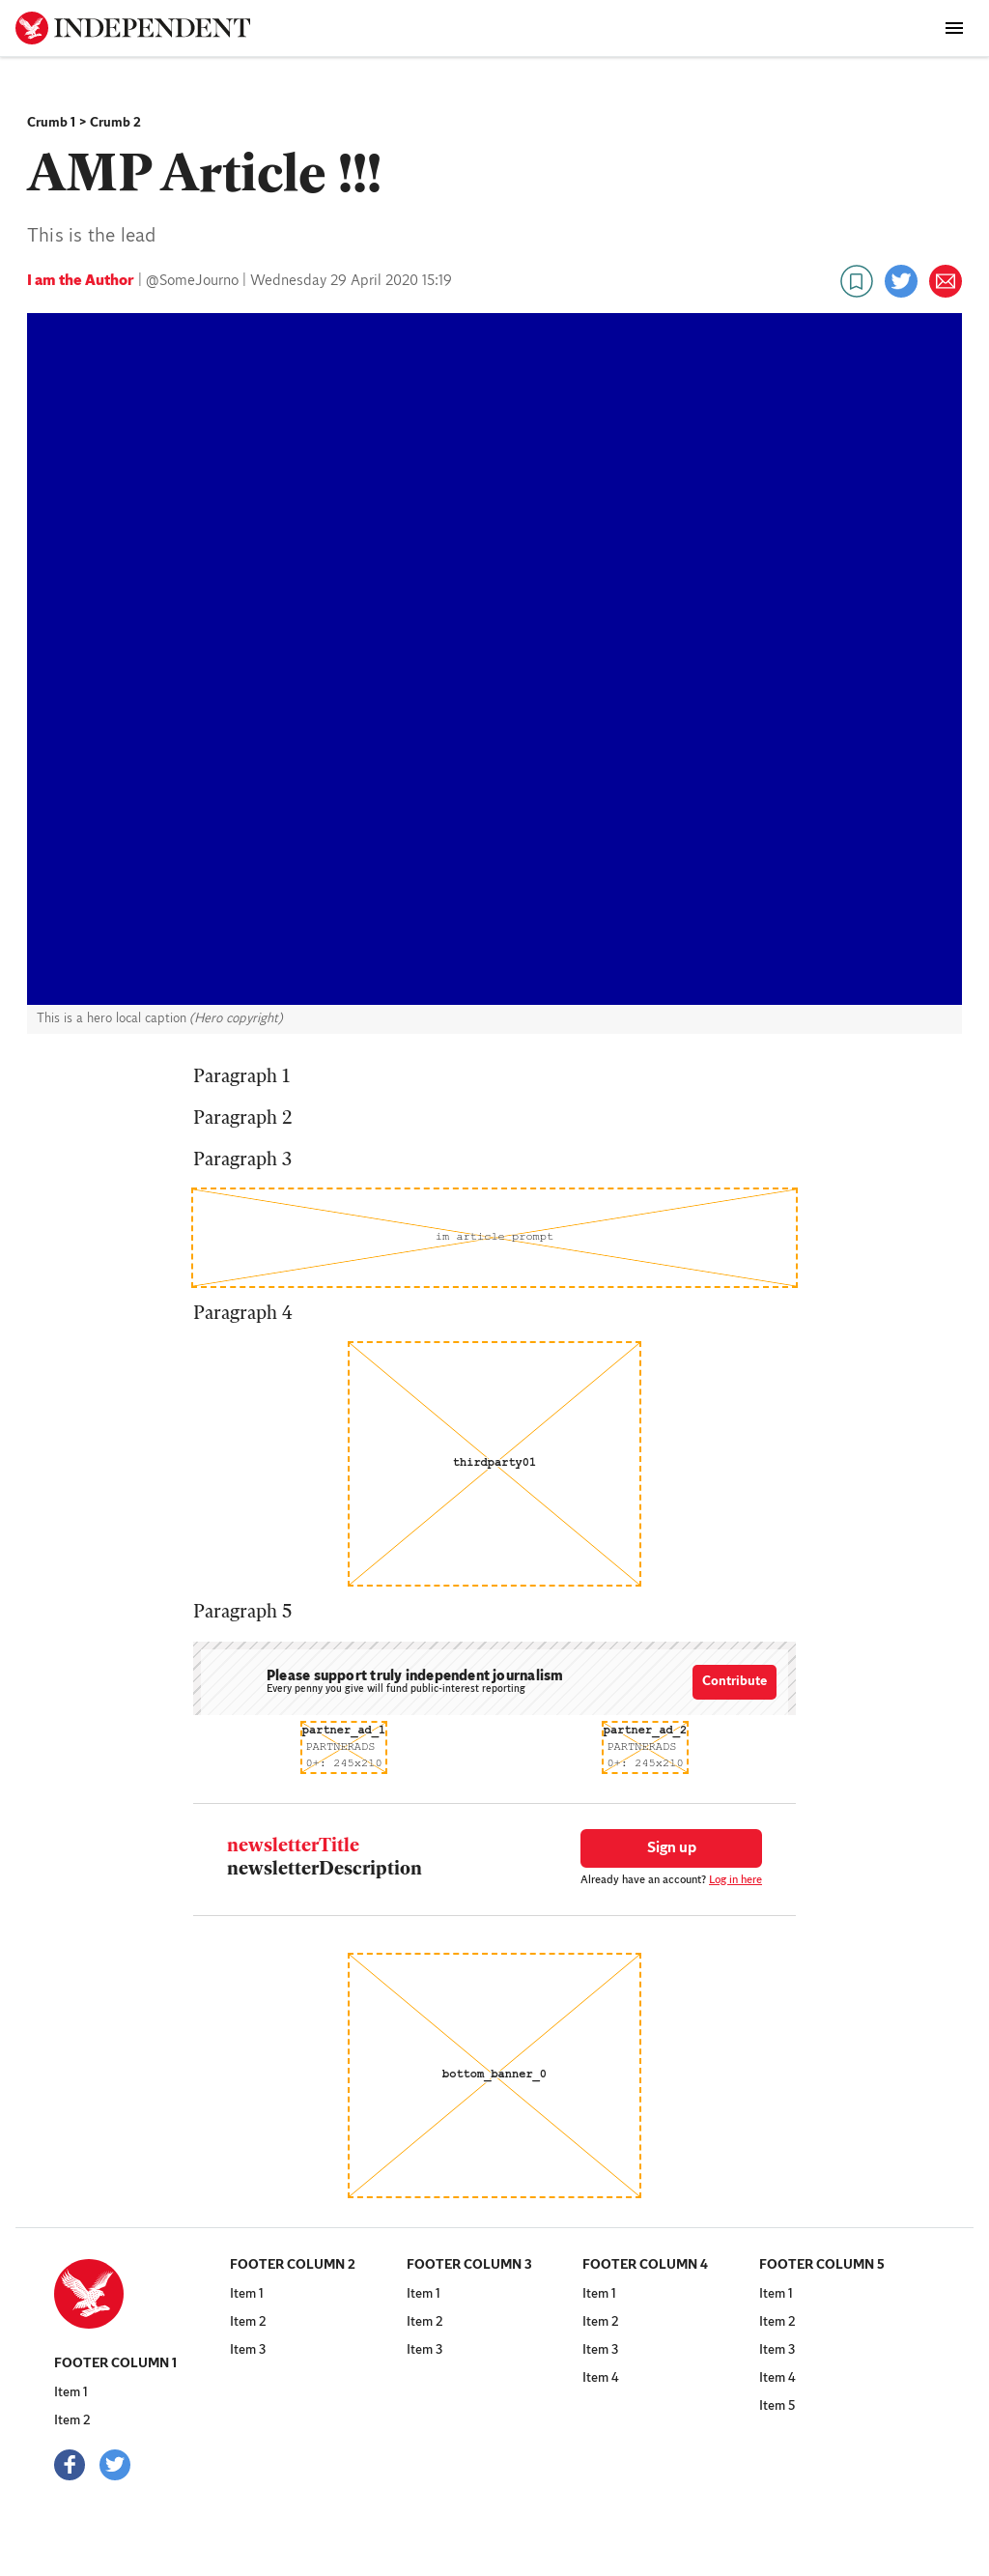 INDEPENDENT
Crumb 1 > Crumb 2
AMP Article !!!
This is the lead
I am the Author | @SomeJourno | Wednesday 29 April 2020 15:19
This is a hero local caption (Hero copyright)
Paragraph 1
Paragraph 2
Paragraph 3
im article prompt
Paragraph 4
thirdparty01
Paragraph 5
Please support truly independent journalism
Every penny you give will fund public-interest reporting
Contribute
partner_ad_1
PARTNERADS
0+: 245x210
partner_ad_2
PARTNERADS
0+: 245x210
newsletterTitle
newsletterDescription
Sign up
Already have an account? Log in here
bottom_banner_0
FOOTER COLUMN 1
Item 1
Item 2
FOOTER COLUMN 2
Item 1
Item 2
Item 3
FOOTER COLUMN 3
Item 1
Item 2
Item 3
FOOTER COLUMN 4
Item 1
Item 2
Item 3
Item 4
FOOTER COLUMN 5
Item 1
Item 2
Item 3
Item 4
Item 5